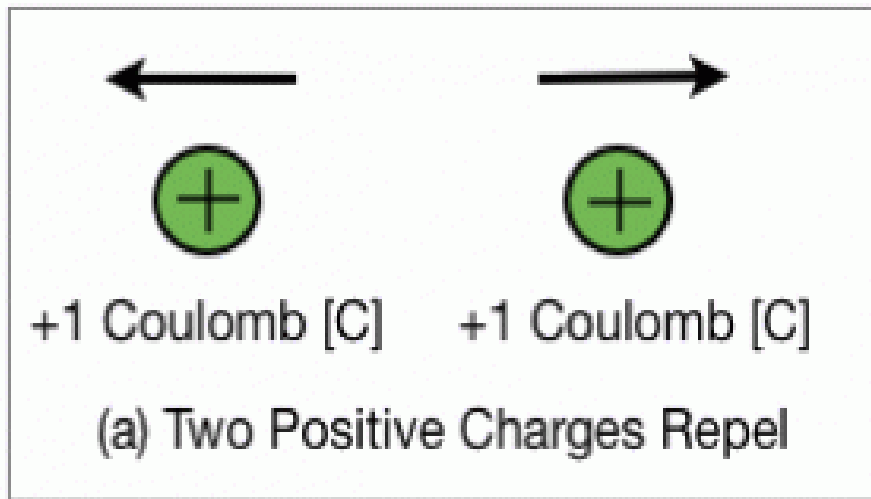 +1 Coulomb [C] +1 Coulomb [C]
(a) Two Positive Charges Repel